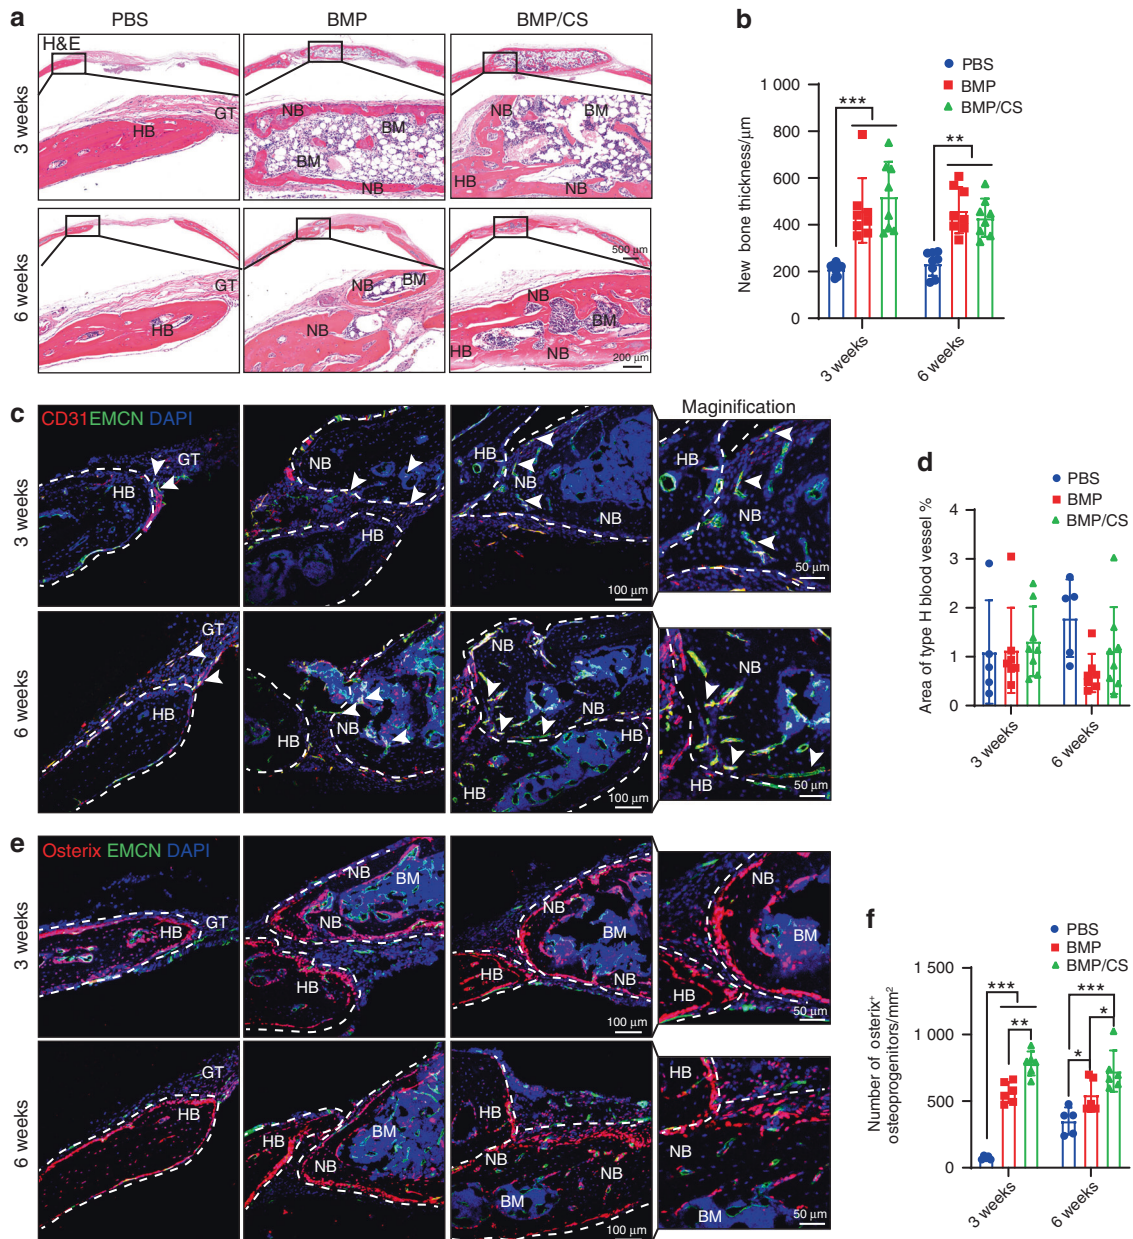 a
PBS
BMP
BMP/CS
H&E
3 weeks
HB
GT
NB
BM
BM
NB
NB
BM
HB
NB
6 weeks
GT
HB
BM
NB
500 μm
NB
BM
HB
NB
200 μm
b
PBS
BMP
BMP/CS
New bone thickness/μm
1 000
800
600
400
200
0
***
**
3 weeks
6 weeks
c
CD31EMCN DAPI
Maginification
3 weeks
GT
HB
NB
HB
HB
NB
NB
100 μm
HB
NB
50 μm
6 weeks
GT
HB
HB
NB
NB
NB
HB
HB
100 μm
NB
HB
50 μm
d
PBS
BMP
BMP/CS
Area of type H blood vessel %
4
3
2
1
0
3 weeks
6 weeks
e
Osterix EMCN DAPI
3 weeks
GT
HB
NB
BM
NB
HB
NB
BM
HB
NB
100 μm
NB
BM
HB
50 μm
6 weeks
GT
HB
HB
BM
NB
HB
NB
NB
BM
100 μm
HB
NB
BM
50 μm
f
PBS
BMP
BMP/CS
Number of osterix⁺
osteoprogenitors/mm²
1 500
1 000
500
0
***
**
***
*
*
3 weeks
6 weeks